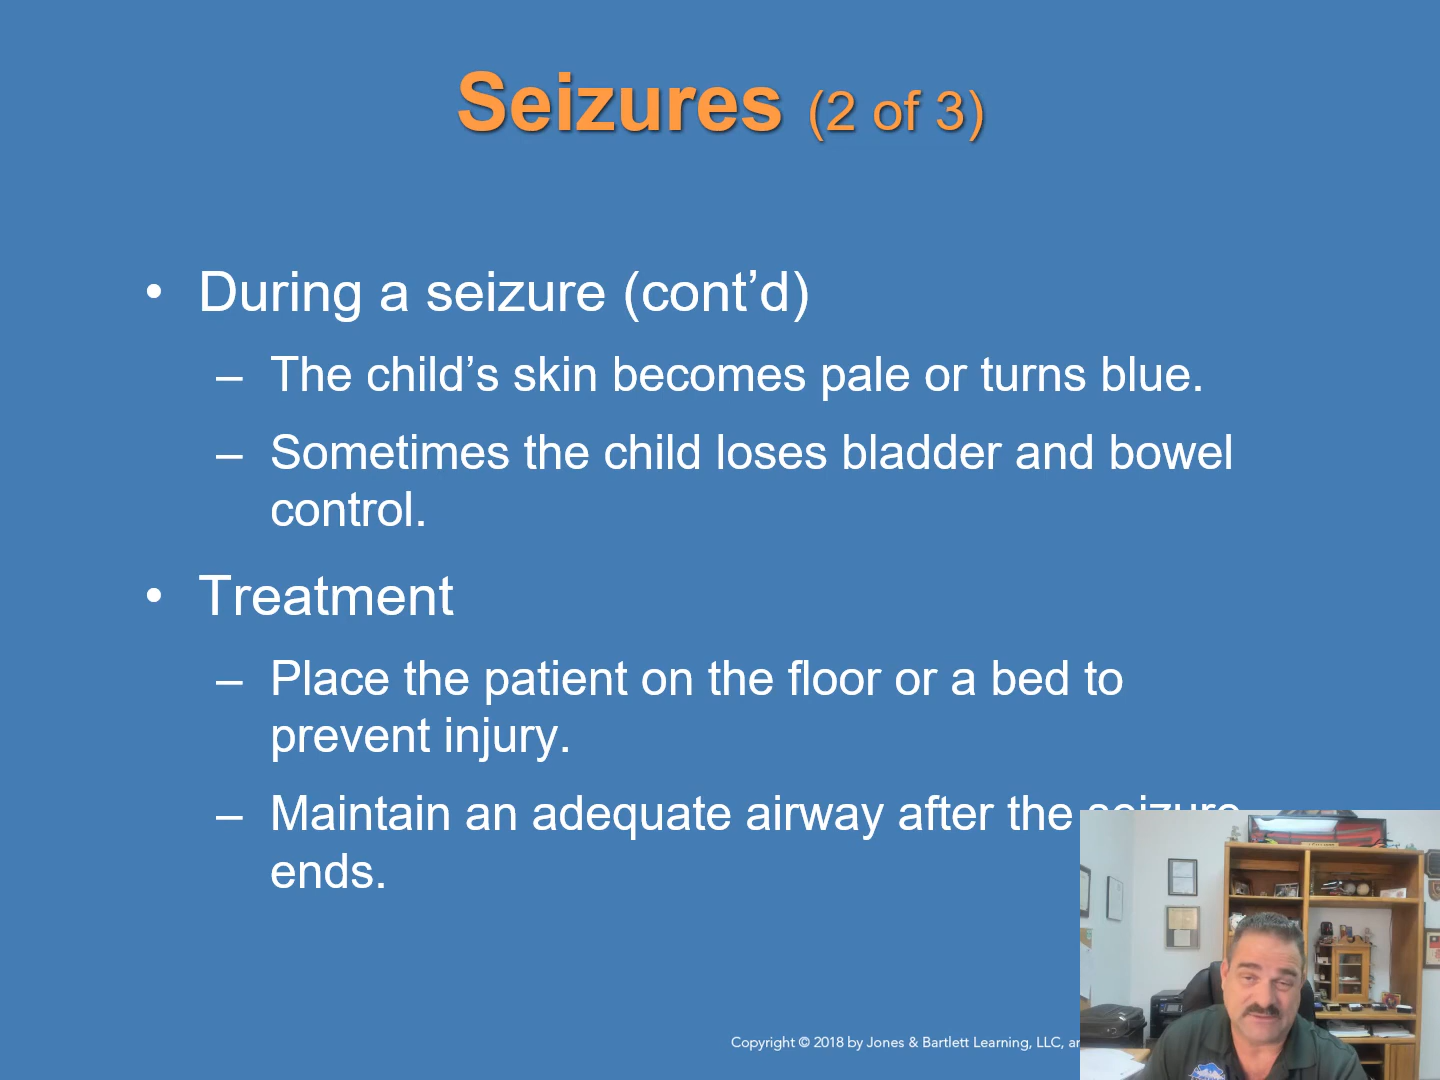 Seizures (2 of 3)
• During a seizure (cont’d)
– The child’s skin becomes pale or turns blue.
– Sometimes the child loses bladder and bowel
control.
• Treatment
– Place the patient on the floor or a bed to
prevent injury.
– Maintain an adequate airway after the seizure
ends.
Copyright © 2018 by Jones & Bartlett Learning, LLC,